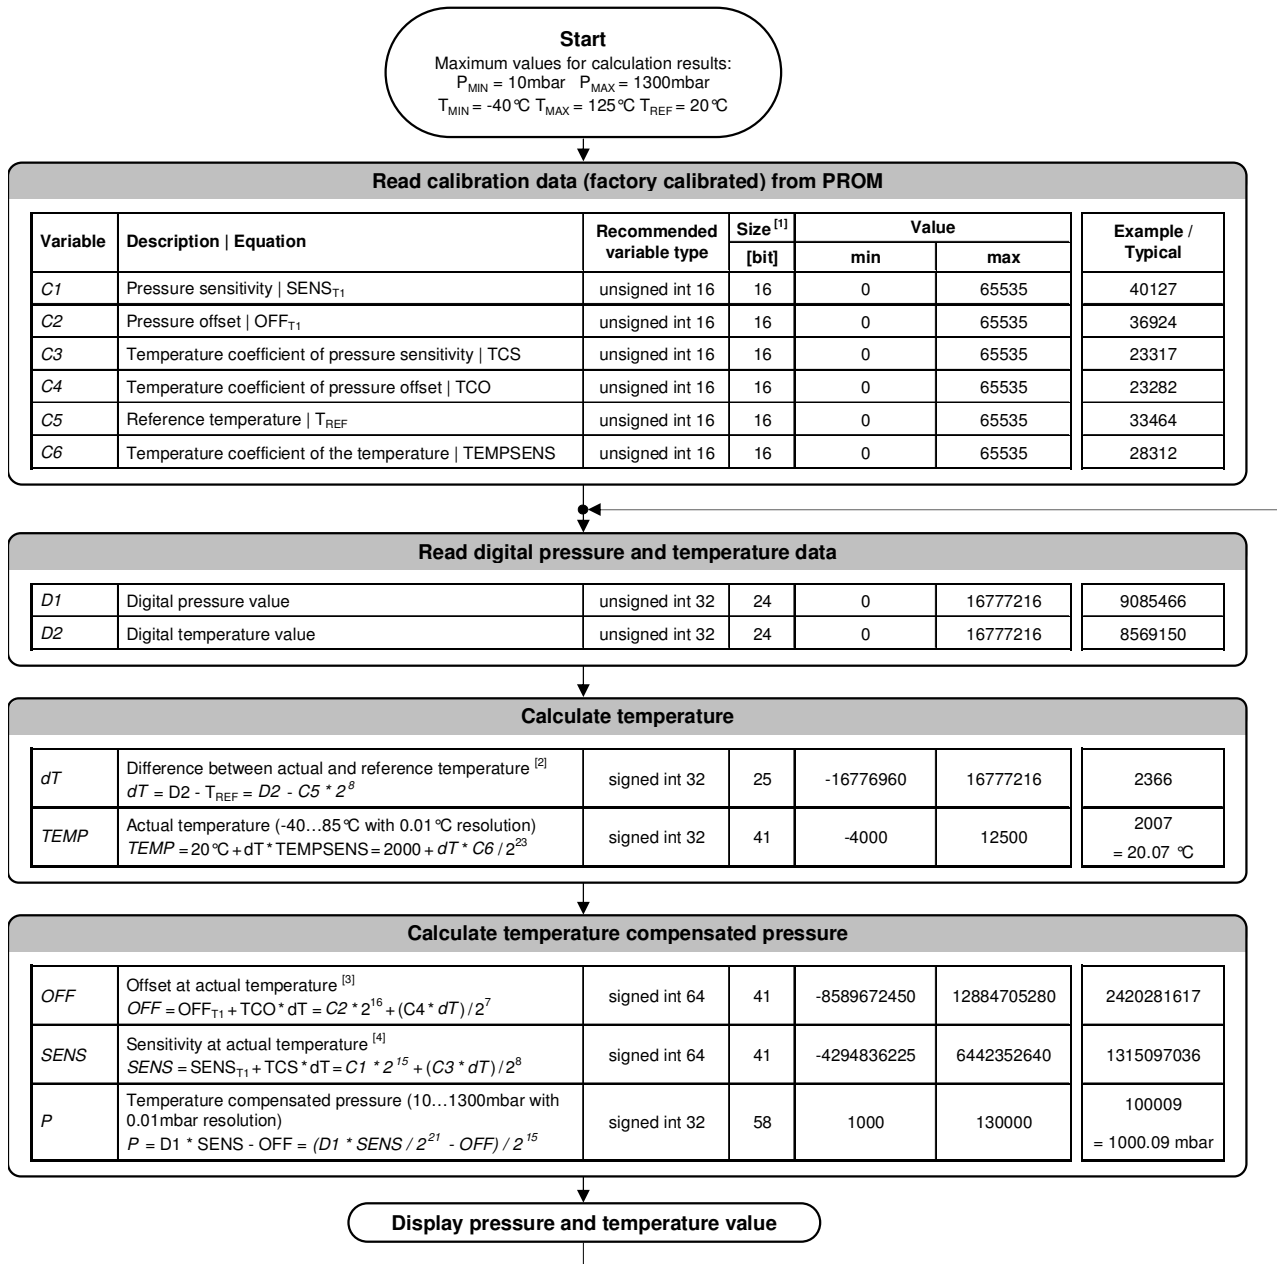 Start
Maximum values for calculation results:
P_MIN = 10mbar P_MAX = 1300mbar
T_MIN = -40°C T_MAX = 125°C T_REF = 20°C
Read calibration data (factory calibrated) from PROM
Variable Description | Equation Recommended variable type Size [1] [bit] Value min max Example / Typical
C1 Pressure sensitivity | SENS_T1 unsigned int 16 16 0 65535 40127
C2 Pressure offset | OFF_T1 unsigned int 16 16 0 65535 36924
C3 Temperature coefficient of pressure sensitivity | TCS unsigned int 16 16 0 65535 23317
C4 Temperature coefficient of pressure offset | TCO unsigned int 16 16 0 65535 23282
C5 Reference temperature | T_REF unsigned int 16 16 0 65535 33464
C6 Temperature coefficient of the temperature | TEMPSENS unsigned int 16 16 0 65535 28312
Read digital pressure and temperature data
D1 Digital pressure value unsigned int 32 24 0 16777216 9085466
D2 Digital temperature value unsigned int 32 24 0 16777216 8569150
Calculate temperature
dT Difference between actual and reference temperature [2]
dT = D2 - T_REF = D2 - C5 * 2^8 signed int 32 25 -16776960 16777216 2366
TEMP Actual temperature (-40…85°C with 0.01°C resolution)
TEMP = 20°C + dT * TEMPSENS = 2000 + dT * C6 / 2^23 signed int 32 41 -4000 12500 2007
= 20.07 °C
Calculate temperature compensated pressure
OFF Offset at actual temperature [3]
OFF = OFF_T1 + TCO * dT = C2 * 2^16 + (C4 * dT) / 2^7 signed int 64 41 -8589672450 12884705280 2420281617
SENS Sensitivity at actual temperature [4]
SENS = SENS_T1 + TCS * dT = C1 * 2^15 + (C3 * dT) / 2^8 signed int 64 41 -4294836225 6442352640 1315097036
P Temperature compensated pressure (10…1300mbar with
0.01mbar resolution)
P = D1 * SENS - OFF = (D1 * SENS / 2^21 - OFF) / 2^15 signed int 32 58 1000 130000 100009
= 1000.09 mbar
Display pressure and temperature value